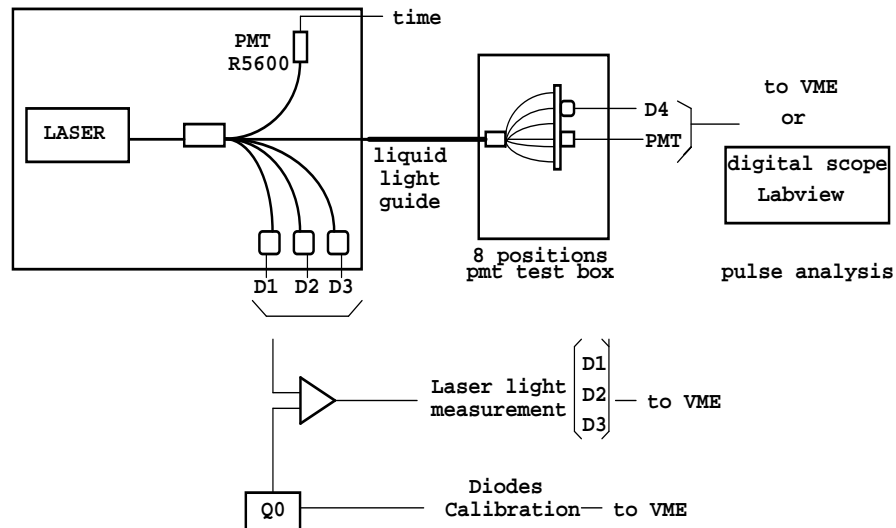 time
PMT
R5600
LASER
liquid
light
guide
D4
PMT
8 positions
pmt test box
to VME
or
digital scope
Labview
pulse analysis
D1 D2 D3
Laser light
measurement
D1
D2
D3
to VME
Q0
Diodes
Calibration
to VME